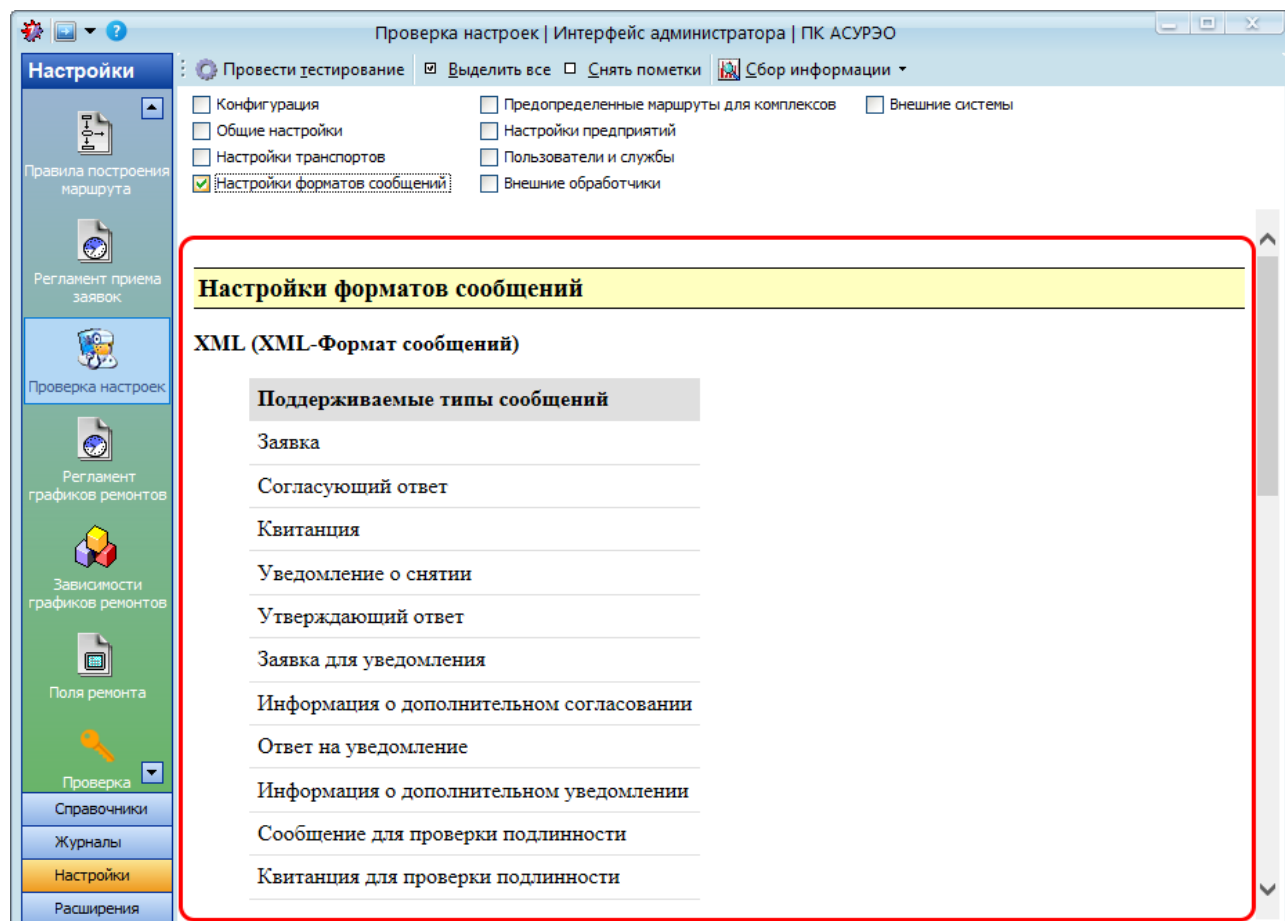 Проверка настроек | Интерфейс администратора | ПК АСУРЭО
Настройки
Провести тестирование Выделить все Снять пометки Сбор информации
Конфигурация Предопределенные маршруты для комплексов Внешние системы
Общие настройки Настройки предприятий
Настройки транспортов Пользователи и службы
Настройки форматов сообщений Внешние обработчики
Правила построения
маршрута
Регламент приема
заявок
Проверка настроек
Регламент
графиков ремонтов
Зависимости
графиков ремонтов
Поля ремонта
Проверка
Справочники
Журналы
Настройки
Расширения
Настройки форматов сообщений
XML (XML-Формат сообщений)
Поддерживаемые типы сообщений
Заявка
Согласующий ответ
Квитанция
Уведомление о снятии
Утверждающий ответ
Заявка для уведомления
Информация о дополнительном согласовании
Ответ на уведомление
Информация о дополнительном уведомлении
Сообщение для проверки подлинности
Квитанция для проверки подлинности